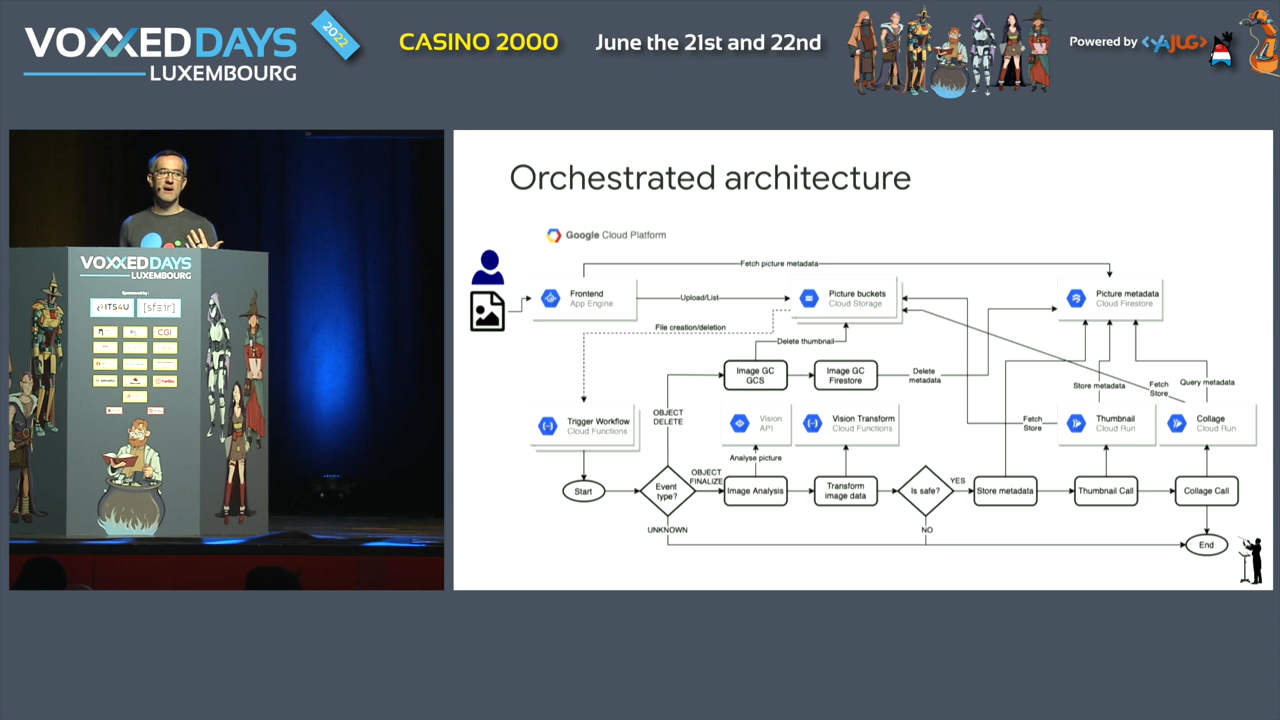 VOXXED DAYS
LUXEMBOURG
2022
CASINO 2000
June the 21st and 22nd
Powered by <YAJUG>
VOXXED DAYS
LUXEMBOURG
Sponsored by :
ITS4U
[sfeir]
CGI
Orchestrated architecture
Google Cloud Platform
Fetch picture metadata
Frontend
App Engine
Upload/List
Picture buckets
Cloud Storage
Picture metadata
Cloud Firestore
File creation/deletion
Delete thumbnail
Image GC
GCS
Image GC
Firestore
Delete
metadata
Store metadata
Fetch
Store
Query metadata
OBJECT
DELETE
Trigger Workflow
Cloud Functions
Vision
API
Vision Transform
Cloud Functions
Fetch
Store
Thumbnail
Cloud Run
Collage
Cloud Run
Analyse picture
OBJECT
FINALIZE
Start
Event
type?
Image Analysis
Transform
image data
Is safe?
YES
Store metadata
Thumbnail Call
Collage Call
UNKNOWN
NO
End